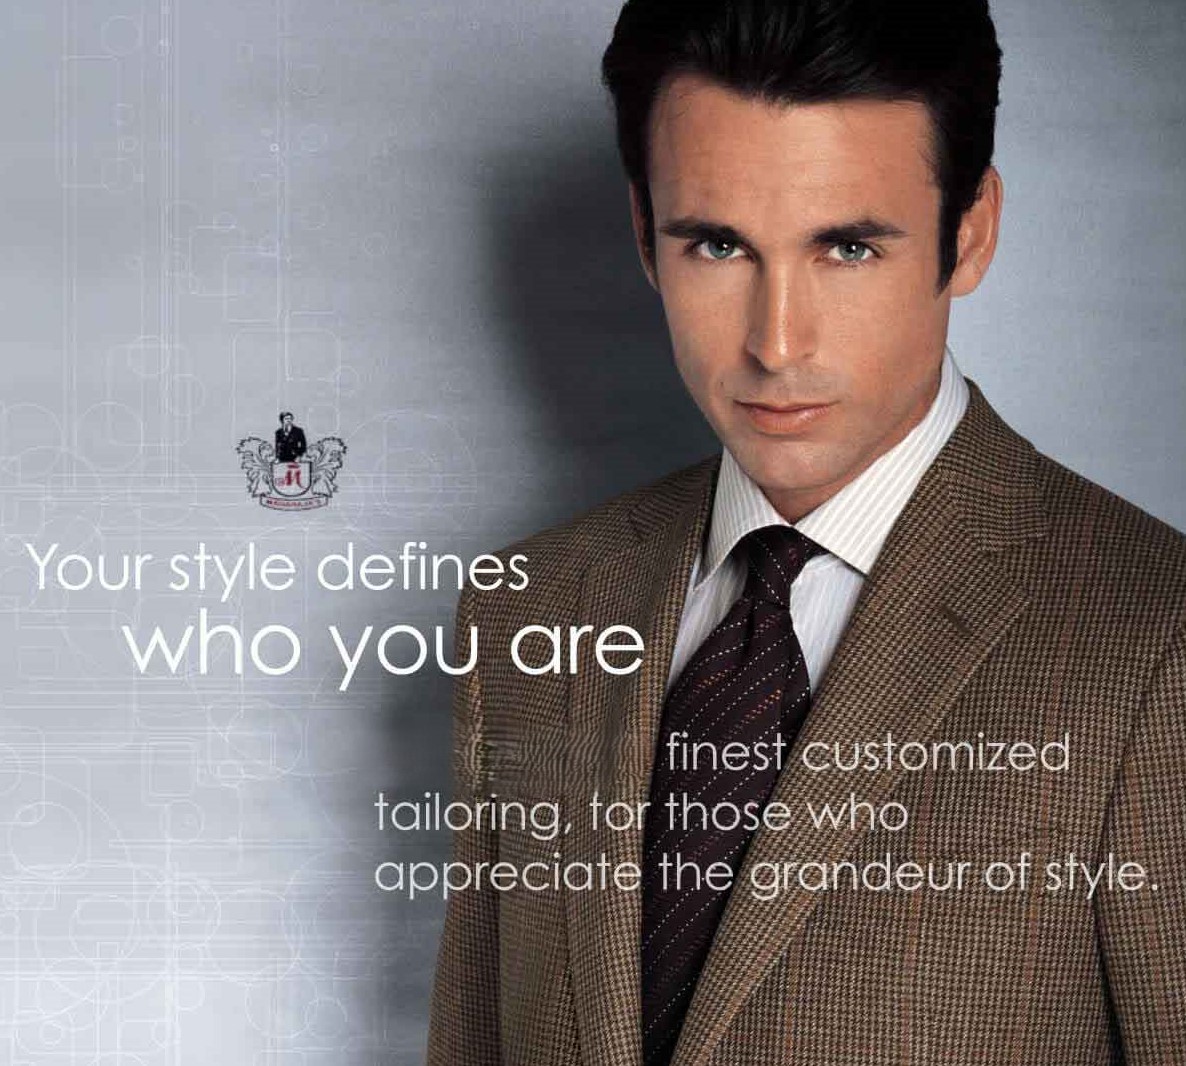 Your style defines
who you are
finest customized
tailoring, for those who
appreciate the grandeur of style.